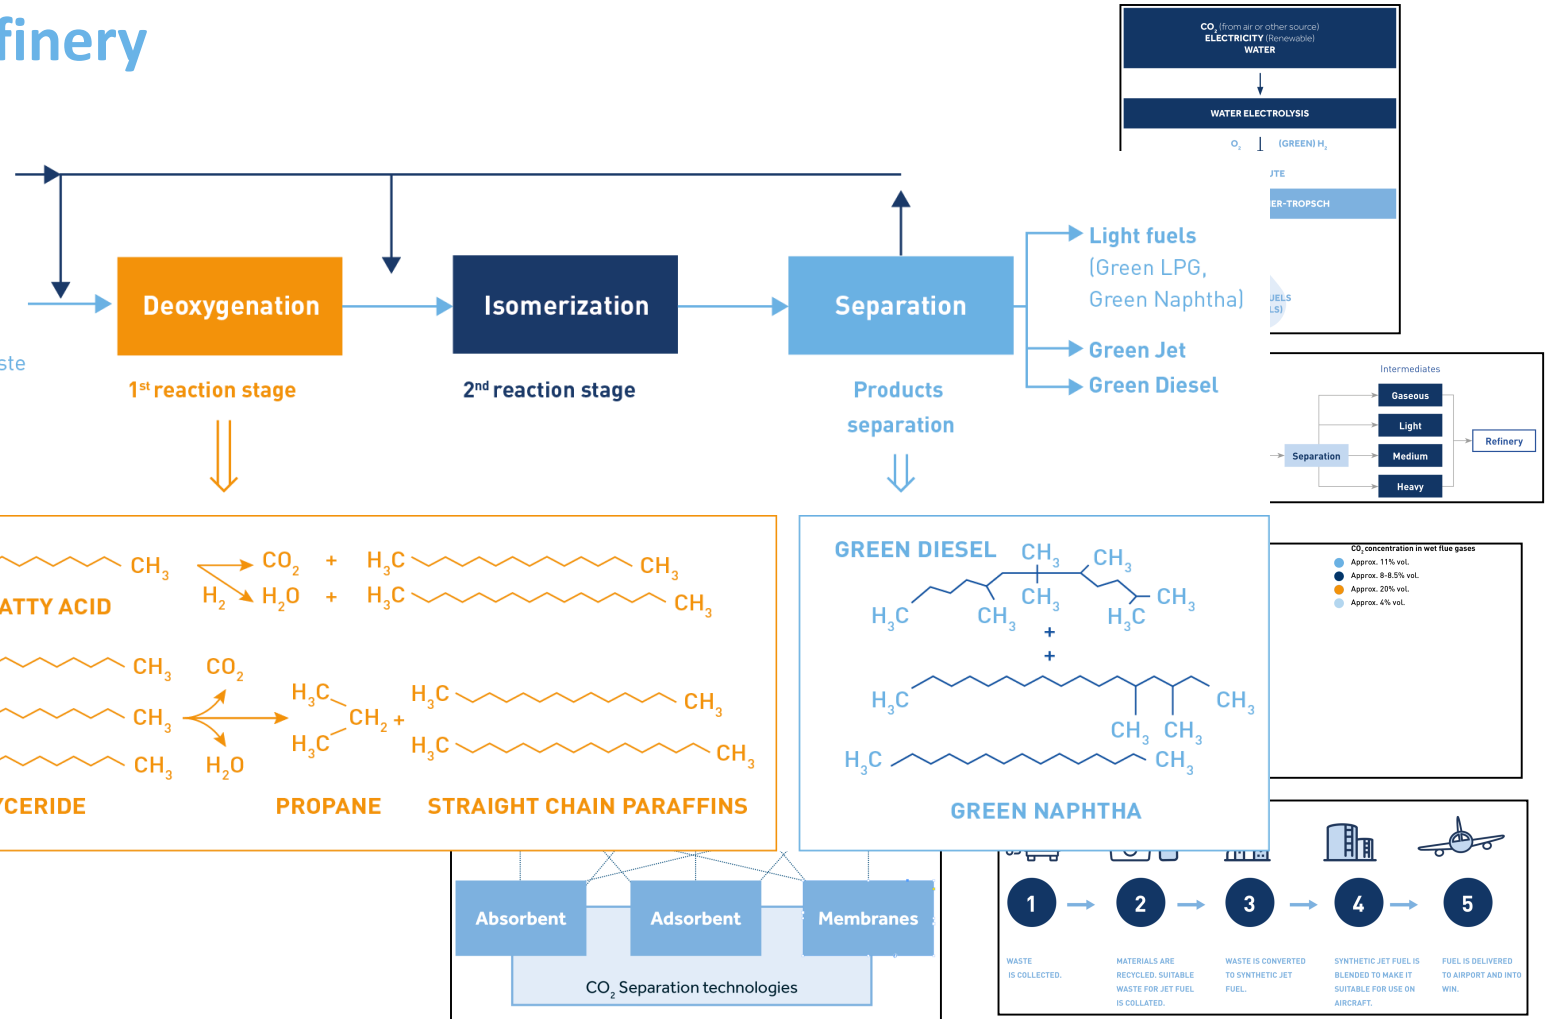 finery
CO2 (from air or other source)
ELECTRICITY (Renewable)
WATER
WATER ELECTROLYSIS
O2 (GREEN) H2
UTE
ER-TROPSCH
UELS
LS)
Light fuels
(Green LPG,
Green Naphtha)
Green Jet
Green Diesel
Deoxygenation
Isomerization
Separation
ste
1st reaction stage
2nd reaction stage
Products
separation
Intermediates
Gaseous
Light
Medium
Heavy
Separation
Refinery
CH3
CO2 + H3C CH3
H2 H2O + H3C CH3
ATTY ACID
CH3 CO2
CH3
CH3 H2O
H3C
H3C
CH2 +
H3C CH3
H3C CH3
YCERIDE
PROPANE
STRAIGHT CHAIN PARAFFINS
GREEN DIESEL
CH3 CH3
H3C CH3 CH3 H3C CH3
+
+
H3C CH3
CH3 CH3
H3C CH3
GREEN NAPHTHA
CO2 concentration in wet flue gases
Approx. 11% vol.
Approx. 8-8.5% vol.
Approx. 20% vol.
Approx. 4% vol.
Absorbent
Adsorbent
Membranes
CO2 Separation technologies
1
2
3
4
5
WASTE
IS COLLECTED.
MATERIALS ARE
RECYCLED. SUITABLE
WASTE FOR JET FUEL
IS COLLATED.
WASTE IS CONVERTED
TO SYNTHETIC JET
FUEL.
SYNTHETIC JET FUEL IS
BLENDED TO MAKE IT
SUITABLE FOR USE ON
AIRCRAFT.
FUEL IS DELIVERED
TO AIRPORT AND INTO
WIN.